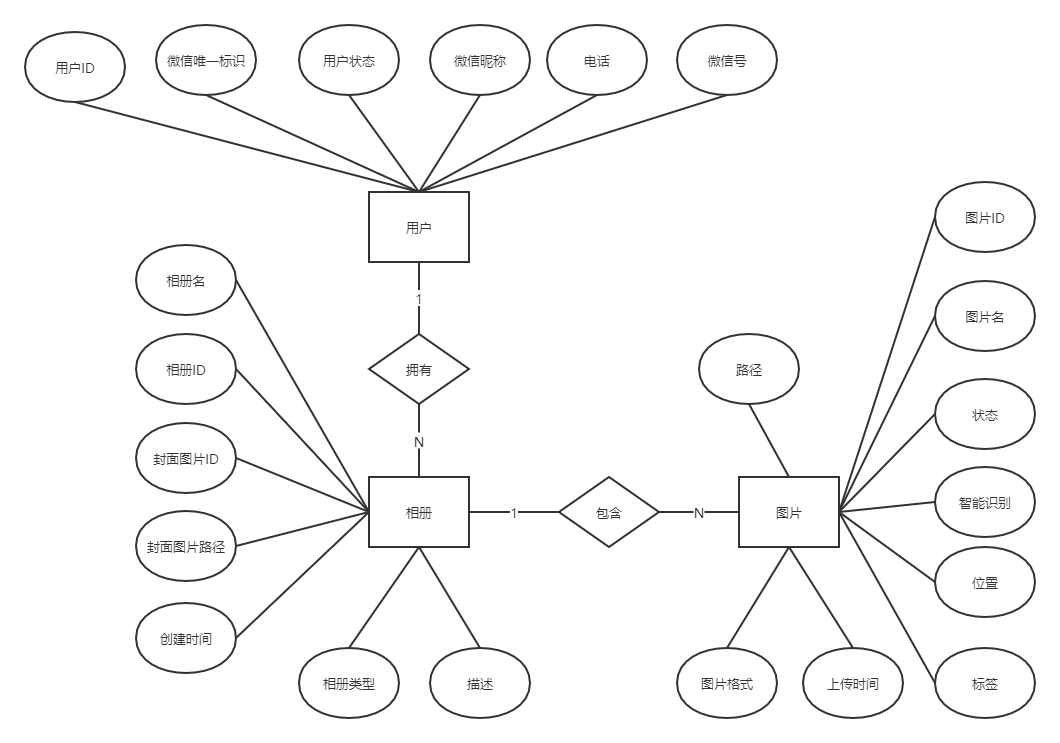 用户ID
微信唯一标识
用户状态
微信昵称
电话
微信号
用户
1
拥有
N
相册名
相册ID
封面图片ID
封面图片路径
创建时间
相册
相册类型
描述
1
包含
N
路径
图片
图片ID
图片名
状态
智能识别
位置
标签
图片格式
上传时间